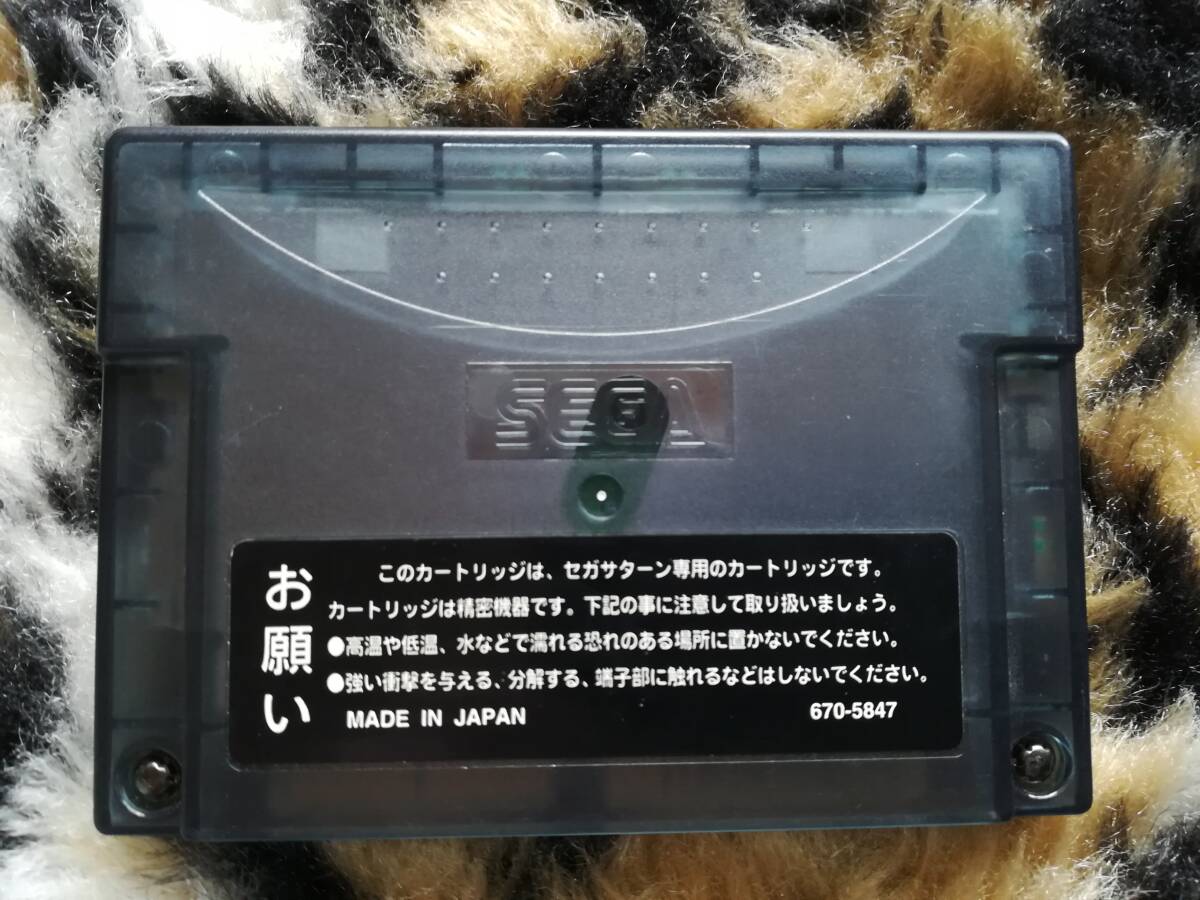 SEGA
お願い
このカートリッジは、セガサターン専用のカートリッジです。
カートリッジは精密機器です。下記の事に注意して取り扱いましょう。
●高温や低温、水などで濡れる恐れのある場所に置かないでください。
●強い衝撃を与える、分解する、端子部に触れるなどはしないでください。
MADE IN JAPAN 670-5847